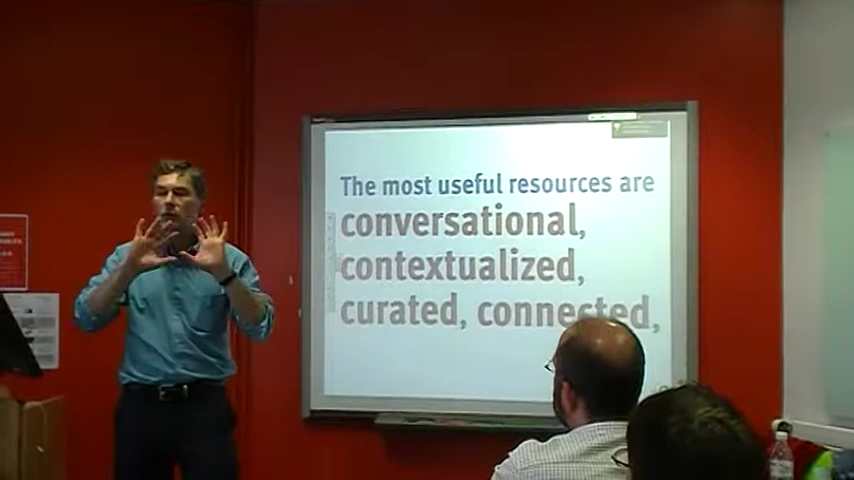 The most useful resources are
conversational,
contextualized,
curated, connected,